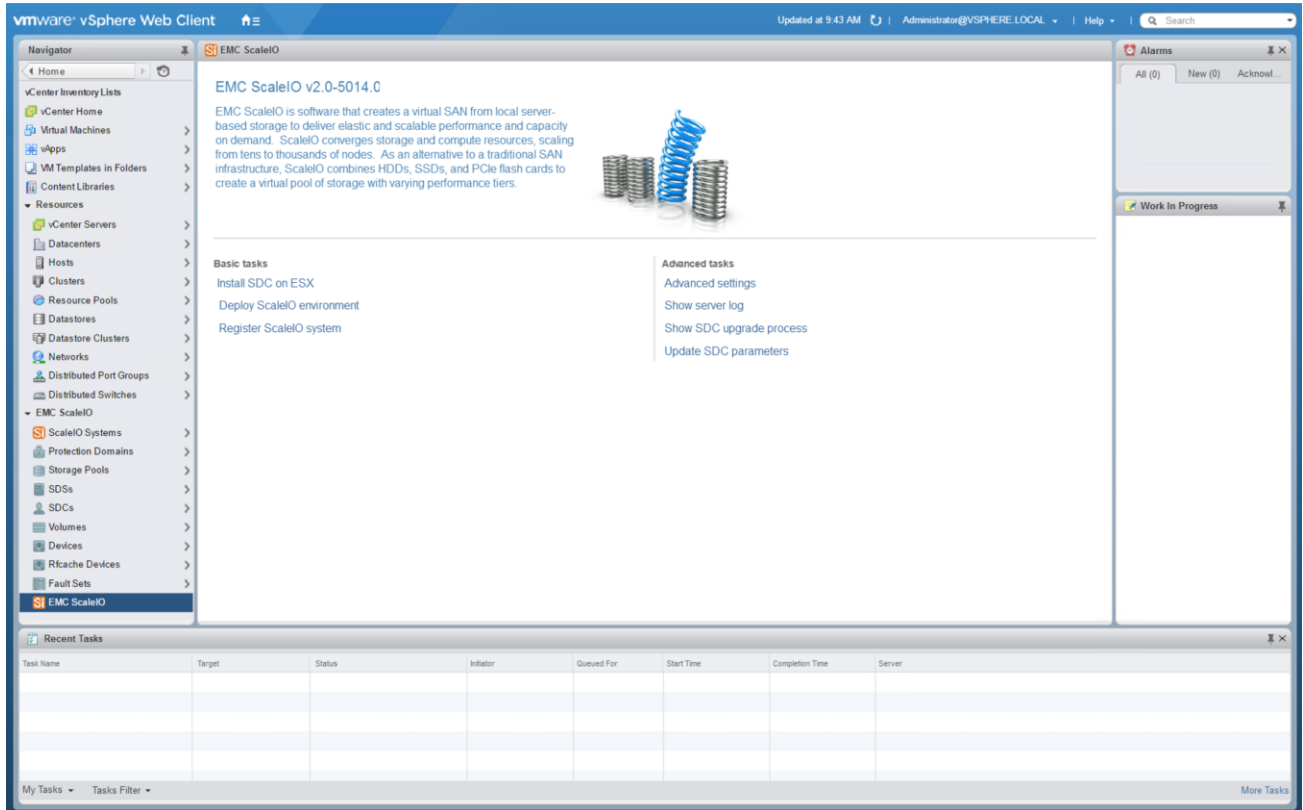 vmware® vSphere Web Client
Updated at 9:43 AM
Administrator@VSPHERE.LOCAL
Help
Search
Navigator
Home
vCenter Inventory Lists
vCenter Home
Virtual Machines
vApps
VM Templates in Folders
Content Libraries
Resources
vCenter Servers
Datacenters
Hosts
Clusters
Resource Pools
Datastores
Datastore Clusters
Networks
Distributed Port Groups
Distributed Switches
EMC ScaleIO
ScaleIO Systems
Protection Domains
Storage Pools
SDSs
SDCs
Volumes
Devices
Rfcache Devices
Fault Sets
EMC ScaleIO
EMC ScaleIO
EMC ScaleIO v2.0-5014.0
EMC ScaleIO is software that creates a virtual SAN from local server-
based storage to deliver elastic and scalable performance and capacity
on demand. ScaleIO converges storage and compute resources, scaling
from tens to thousands of nodes. As an alternative to a traditional SAN
infrastructure, ScaleIO combines HDDs, SSDs, and PCIe flash cards to
create a virtual pool of storage with varying performance tiers.
Basic tasks
Install SDC on ESX
Deploy ScaleIO environment
Register ScaleIO system
Advanced tasks
Advanced settings
Show server log
Show SDC upgrade process
Update SDC parameters
Alarms
All (0) New (0) Acknowl...
Work In Progress
Recent Tasks
Task Name Target Status Initiator Queued For Start Time Completion Time Server
My Tasks Tasks Filter More Tasks